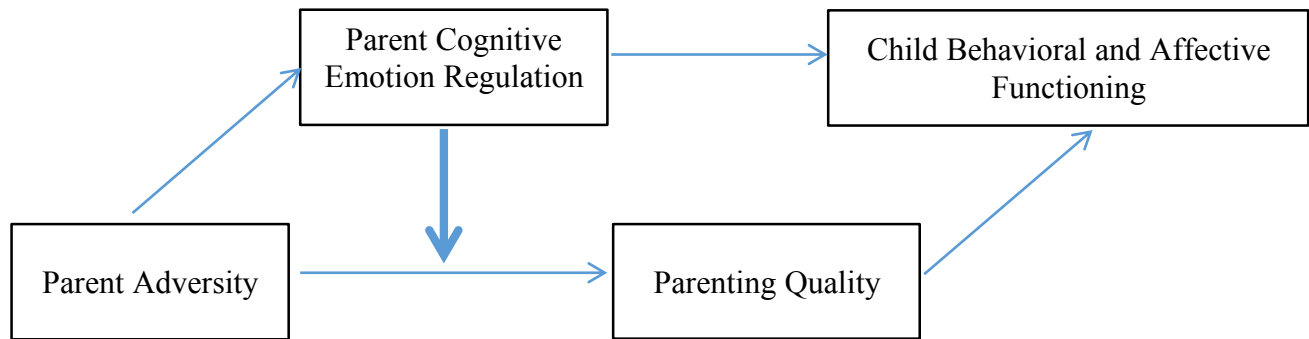 Parent Cognitive
Emotion Regulation
Child Behavioral and Affective
Functioning
Parent Adversity
Parenting Quality